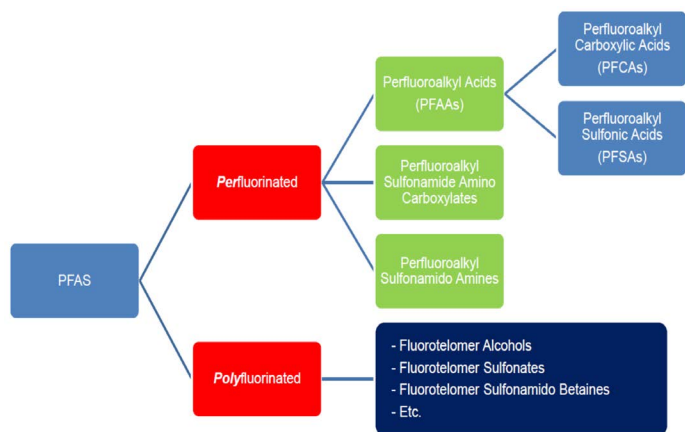 PFAS
Perfluorinated
Polyfluorinated
Perfluoroalkyl Acids
(PFAAs)
Perfluoroalkyl
Sulfonamide Amino
Carboxylates
Perfluoroalkyl
Sulfonamido Amines
Perfluoroalkyl
Carboxylic Acids
(PFCAs)
Perfluoroalkyl
Sulfonic Acids
(PFSAs)
- Fluorotelomer Alcohols
- Fluorotelomer Sulfonates
- Fluorotelomer Sulfonamido Betaines
- Etc.